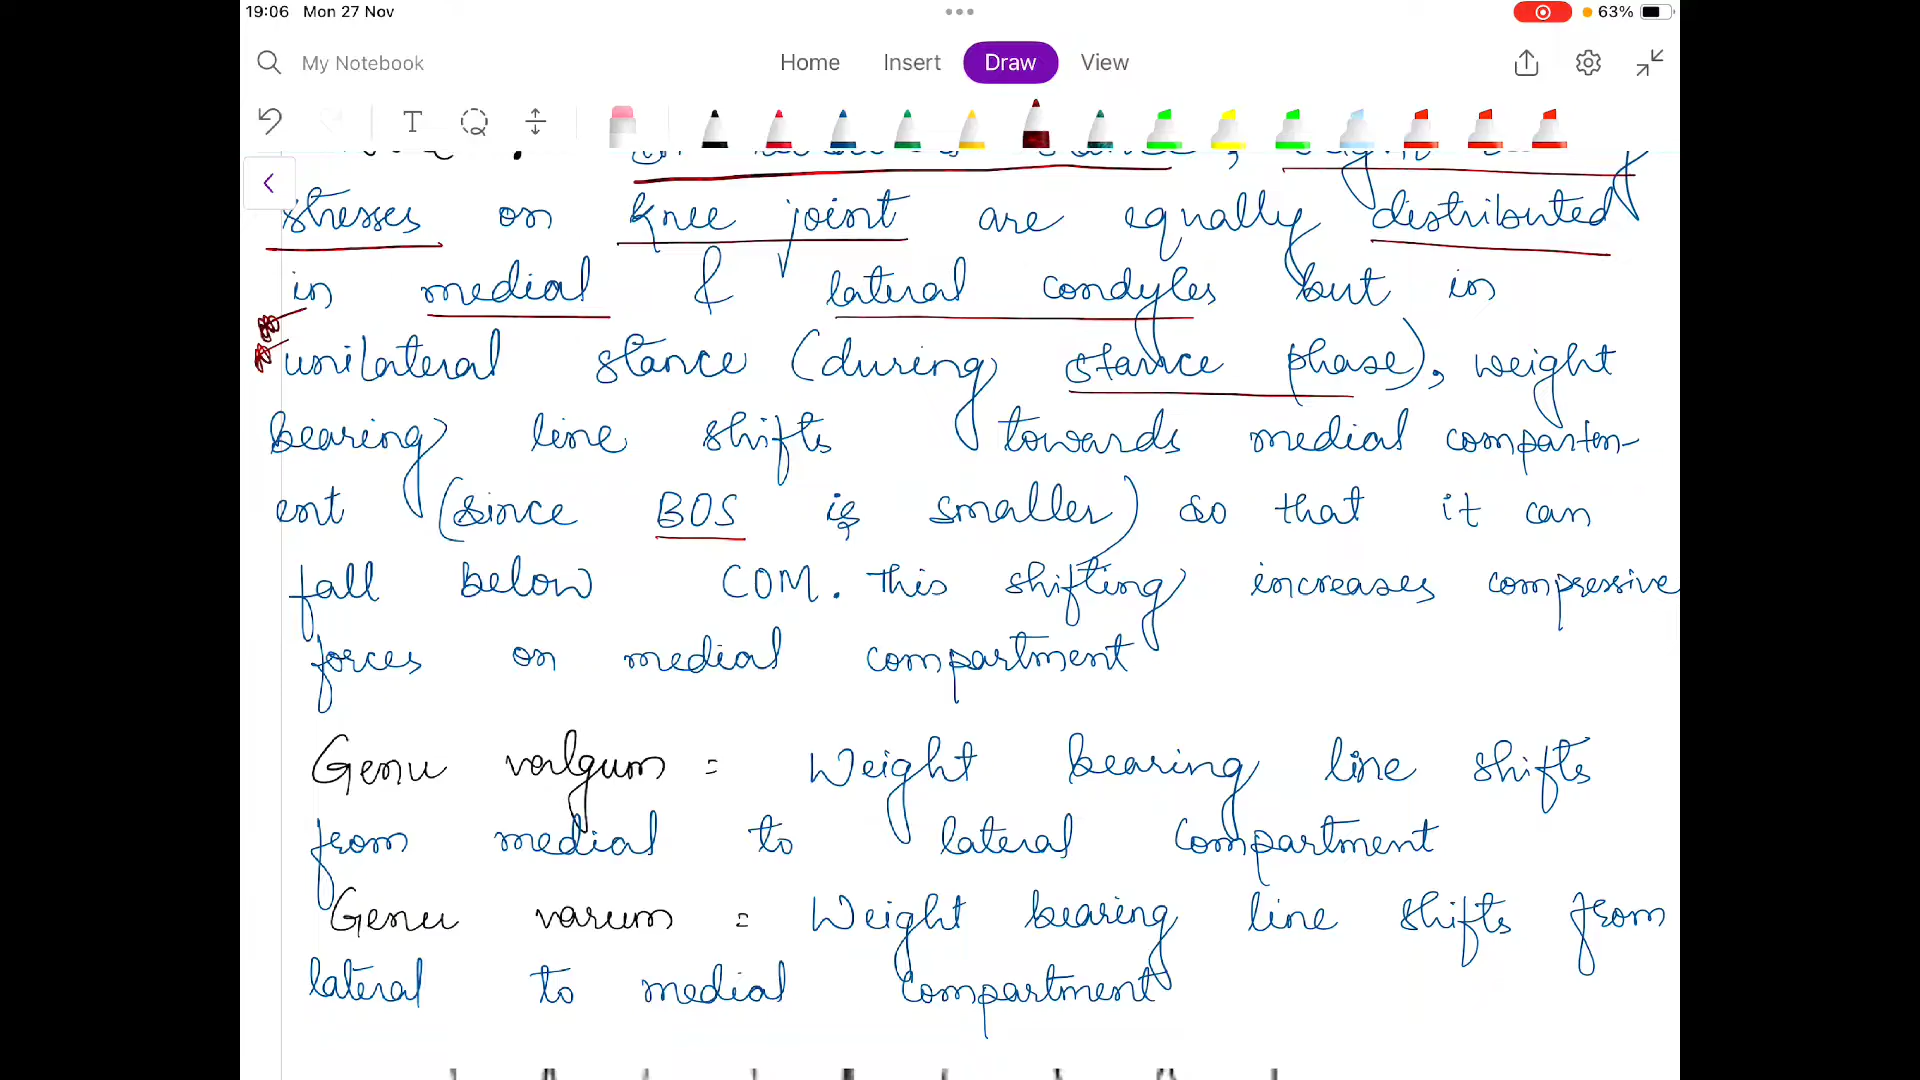 19:06 Mon 27 Nov
63%
My Notebook
Home Insert Draw View
stresses on knee joint are equally distributed
in medial & lateral condyles but in
unilateral stance (during stance phase), weight
bearing line shifts towards medial compartm-
ent (since BOS is smaller) so that it can
fall below COM. This shifting increases compressive
forces on medial compartment
Genu valgum = Weight bearing line shifts
from medial to lateral compartment
Genu varum = Weight bearing line shifts from
lateral to medial compartment